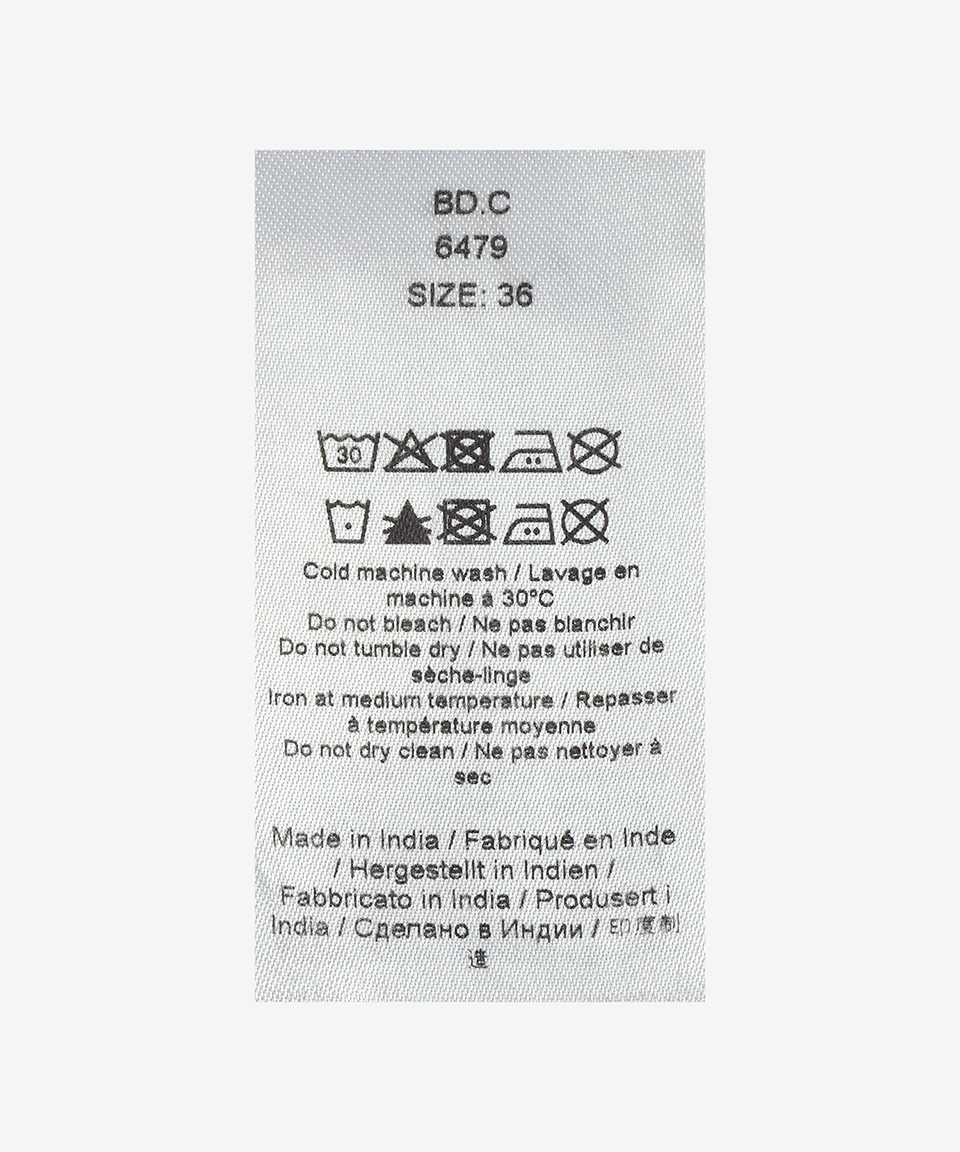 BD.C
6479
SIZE: 36
30
Cold machine wash / Lavage en
machine à 30°C
Do not bleach / Ne pas blanchir
Do not tumble dry / Ne pas utiliser de
sèche-linge
Iron at medium temperature / Repasser
à température moyenne
Do not dry clean / Ne pas nettoyer à
sec
Made in India / Fabriqué en Inde
/ Hergestellt in Indien /
Fabbricato in India / Produsert i
India / Сделано в Индии / 印度制
造